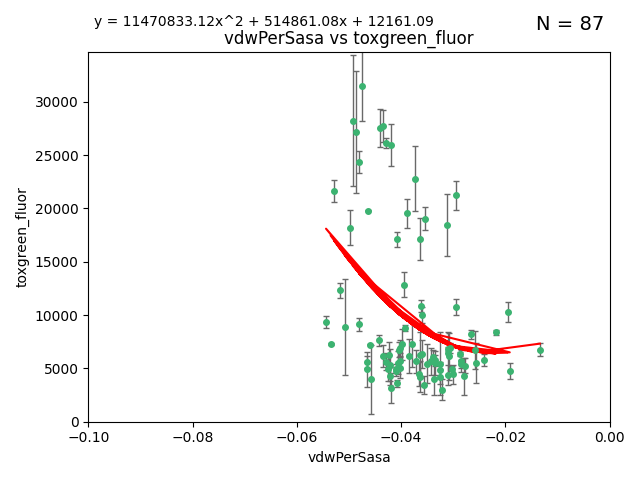 y = 11470833.12x^2 + 514861.08x + 12161.09
N = 87
vdwPerSasa vs toxgreen_fluor
30000
25000
20000
15000
10000
5000
0
toxgreen_fluor
−0.10
−0.08
−0.06
−0.04
−0.02
0.00
vdwPerSasa